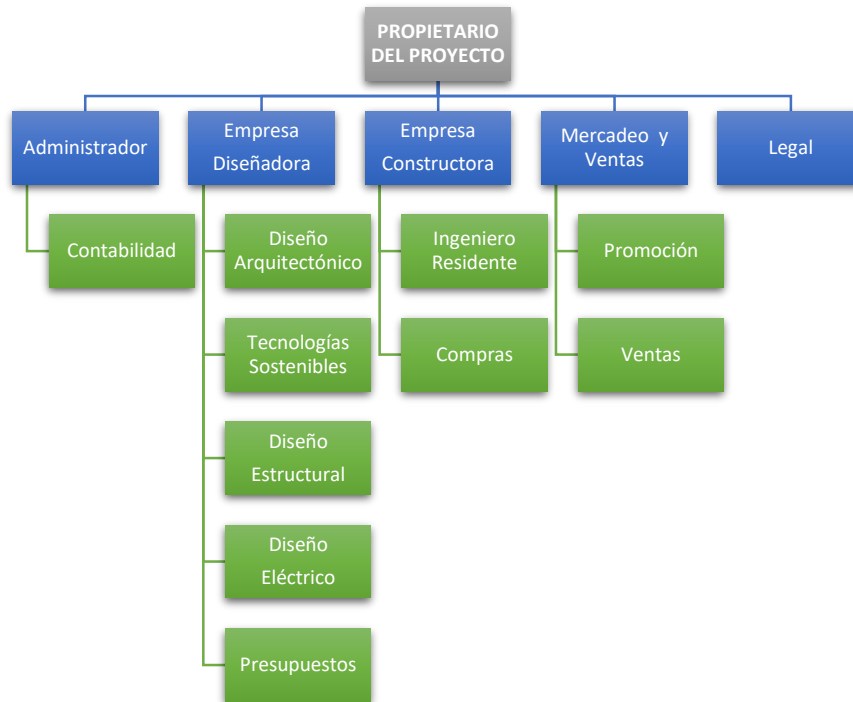 PROPIETARIO
DEL PROYECTO
Administrador
Empresa
Diseñadora
Empresa
Constructora
Mercadeo y
Ventas
Legal
Contabilidad
Diseño
Arquitectónico
Ingeniero
Residente
Promoción
Tecnologías
Sostenibles
Compras
Ventas
Diseño
Estructural
Diseño
Eléctrico
Presupuestos